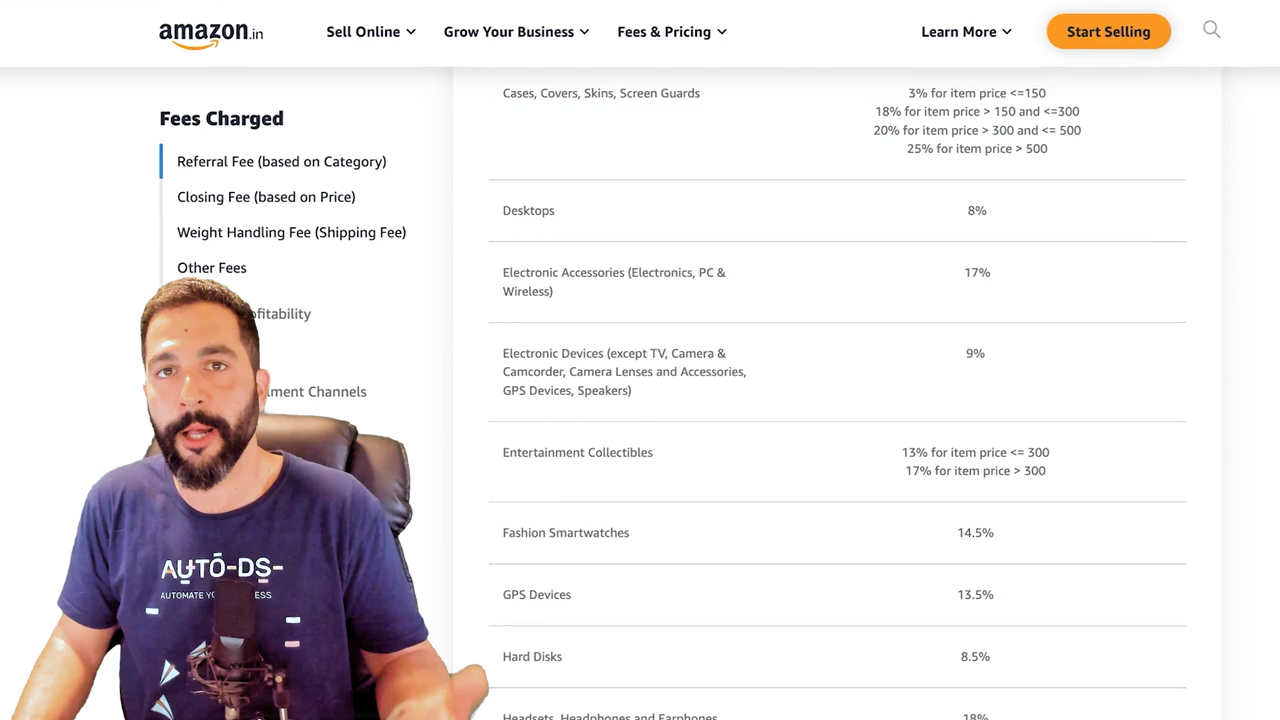 amazon.in
Sell Online
Grow Your Business
Fees & Pricing
Learn More
Start Selling
Fees Charged
Referral Fee (based on Category)
Closing Fee (based on Price)
Weight Handling Fee (Shipping Fee)
Other Fees
Channels
Cases, Covers, Skins, Screen Guards
3% for item price <=150
18% for item price > 150 and <=300
20% for item price > 300 and <= 500
25% for item price > 500
Desktops
8%
Electronic Accessories (Electronics, PC &
Wireless)
17%
Electronic Devices (except TV, Camera &
Camcorder, Camera Lenses and Accessories,
GPS Devices, Speakers)
9%
Entertainment Collectibles
13% for item price <= 300
17% for item price > 300
Fashion Smartwatches
14.5%
GPS Devices
13.5%
Hard Disks
8.5%
Headsets, Headphones and Earphones
18%
AUTO-DS-
AUTOMATE